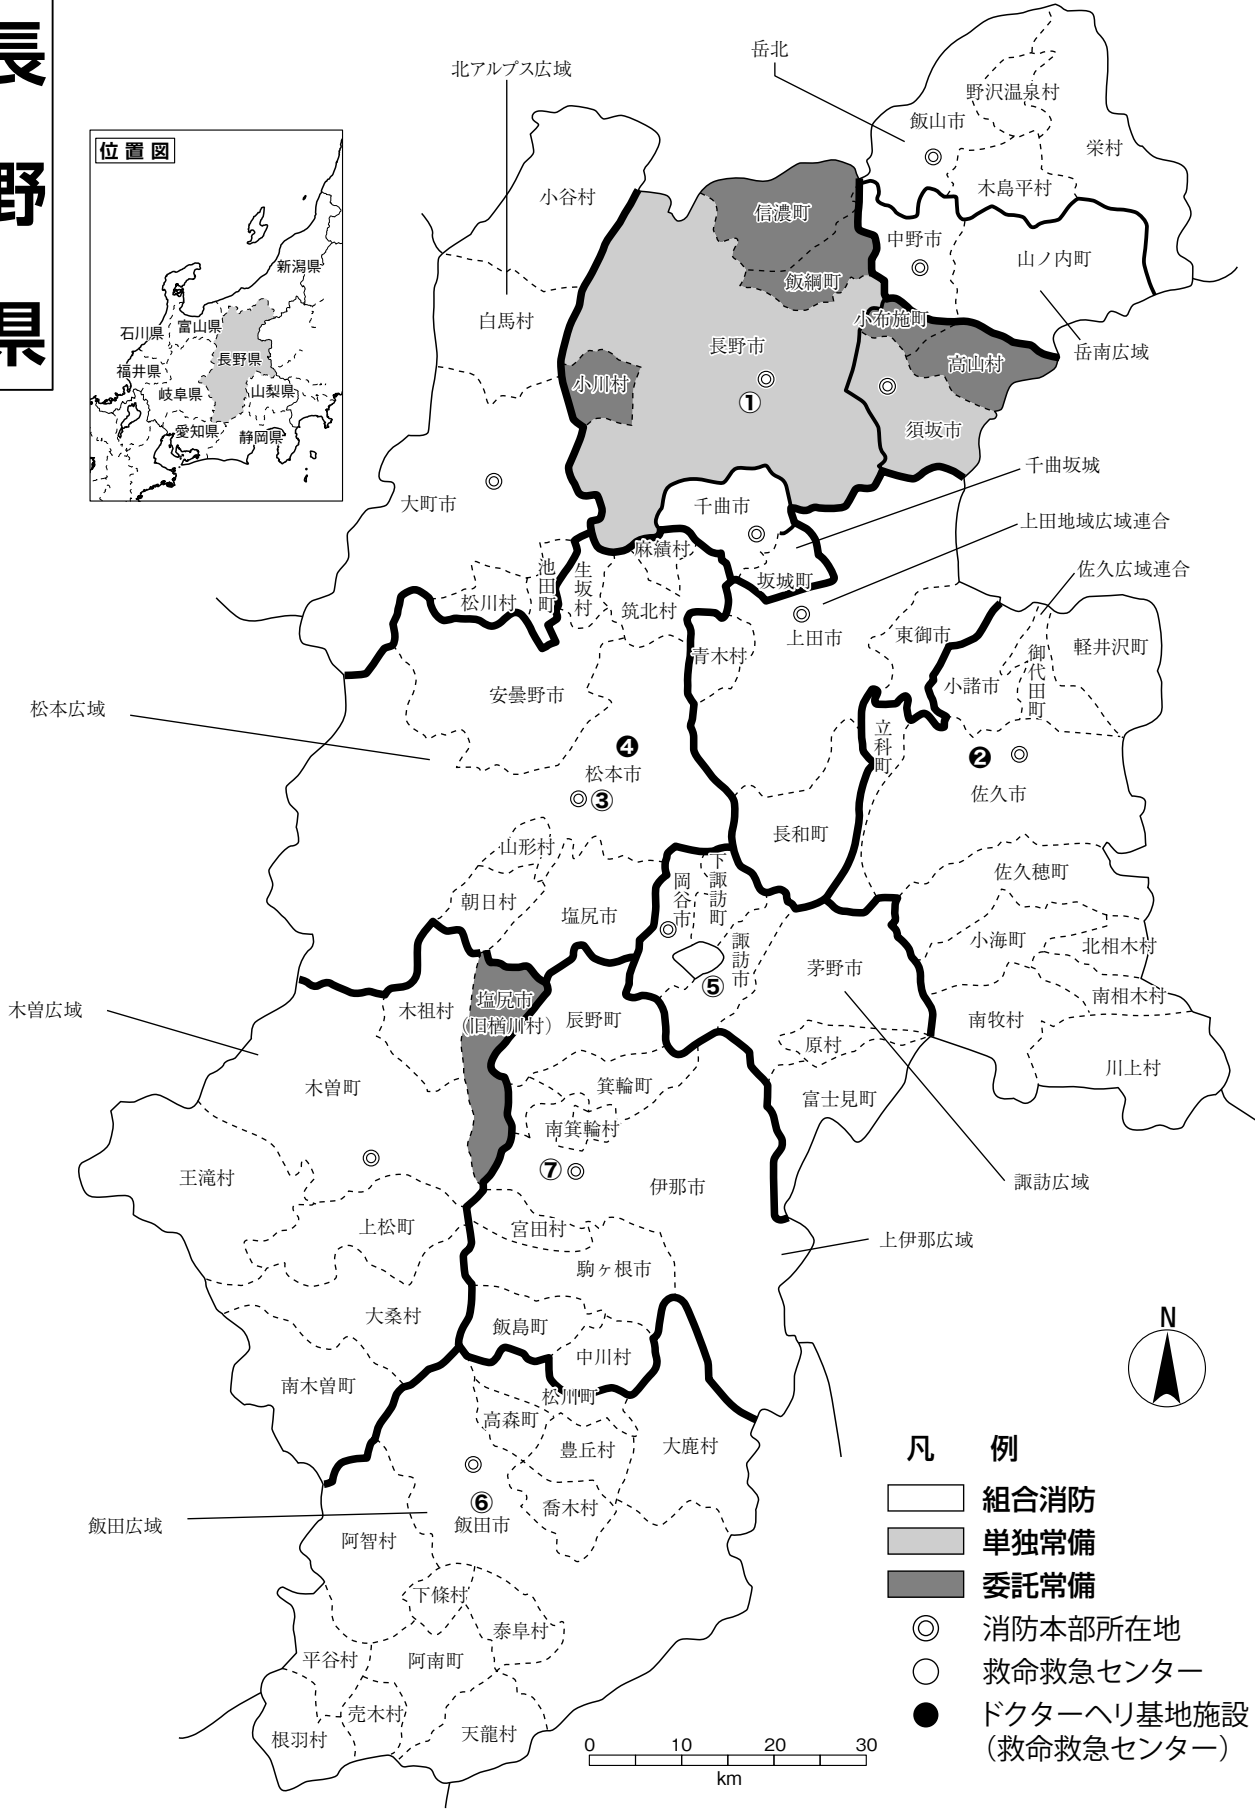 長野県
位置図
新潟県
富山県
石川県
長野県
福井県
岐阜県
山梨県
愛知県
静岡県
北アルプス広域
岳北
野沢温泉村
飯山市
栄村
木島平村
小谷村
信濃町
中野市
山ノ内町
飯綱町
白馬村
小布施町
長野市
高山村
岳南広域
小川村
①
須坂市
千曲坂城
大町市
千曲市
上田地域広域連合
麻績村
池田町
生坂村
坂城町
佐久広域連合
松川村
筑北村
上田市
東御市
青木村
軽井沢町
御代田町
小諸市
安曇野市
松本広域
立科町
❹
松本市
③
❷
佐久市
長和町
山形村
下諏訪町
岡谷市
佐久穂町
朝日村
塩尻市
諏訪市
小海町
北相木村
茅野市
⑤
南相木村
木曽広域
木祖村
塩尻市
（旧楢川村）
辰野町
南牧村
原村
川上村
木曽町
箕輪町
富士見町
南箕輪村
王滝村
⑦
伊那市
諏訪広域
上松町
宮田村
上伊那広域
駒ヶ根市
大桑村
飯島町
中川村
南木曽町
松川町
高森町
豊丘村
大鹿村
⑥
喬木村
飯田広域
飯田市
阿智村
下條村
泰阜村
平谷村
阿南町
売木村
根羽村
天龍村
N
凡例
組合消防
単独常備
委託常備
消防本部所在地
救命救急センター
ドクターヘリ基地施設
（救命救急センター）
0 10 20 30
km